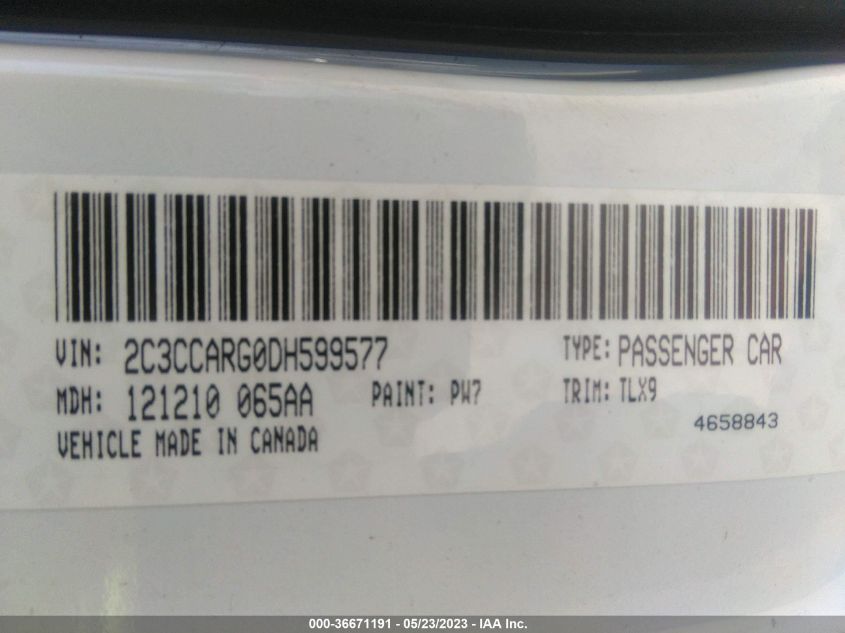 VIN: 2C3CCARG0DH599577 TYPE: PASSENGER CAR
MDH: 121210 065AA PAINT: PW7 TRIM: TLX9
4658843
VEHICLE MADE IN CANADA
000-36671191 - 05/23/2023 - IAA Inc.